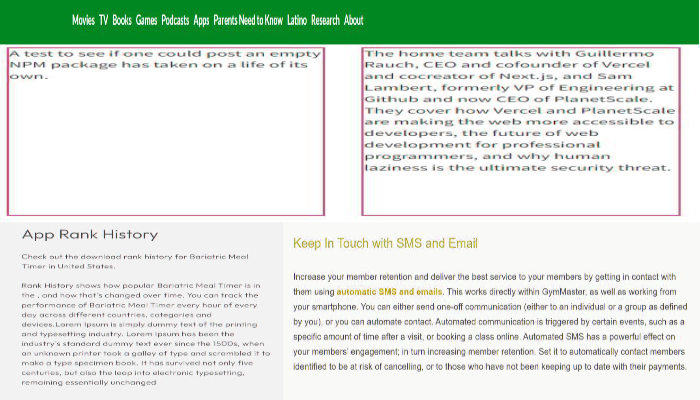 Movies TV Books Games Podcasts Apps Parents Need to Know Latino Research About
A test to see if one could post an empty
NPM package has taken on a life of its
own.
The home team talks with Guillermo
Rauch, CEO and cofounder of Vercel
and cocreator of Next.js, and Sam
Lambert, formerly VP of Engineering at
Github and now CEO of PlanetScale.
They cover how Vercel and PlanetScale
are making the web more accessible to
developers, the future of web
development for professional
programmers, and why human
laziness is the ultimate security threat.
App Rank History
Check out the download rank history for Bariatric Meal
Timer in United States.
Rank History shows how popular Bariatric Meal Timer is in
the , and how that's changed over time. You can track the
performance of Bariatric Meal Timer every hour of every
day across different countries, categories and
devices.Lorem Ipsum is simply dummy text of the printing
and typesetting industry. Lorem Ipsum has been the
industry's standard dummy text ever since the 1500s, when
an unknown printer took a galley of type and scrambled it to
make a type specimen book. It has survived not only five
centuries, but also the leap into electronic typesetting,
remaining essentially unchanged
Keep In Touch with SMS and Email
Increase your member retention and deliver the best service to your members by getting in contact with
them using automatic SMS and emails. This works directly within GymMaster, as well as working from
your smartphone. You can either send one-off communication (either to an individual or a group as defined
by you), or you can automate contact. Automated communication is triggered by certain events, such as a
specific amount of time after a visit, or booking a class online. Automated SMS has a powerful effect on
your members' engagement; in turn increasing member retention. Set it to automatically contact members
identified to be at risk of cancelling, or to those who have not been keeping up to date with their payments.